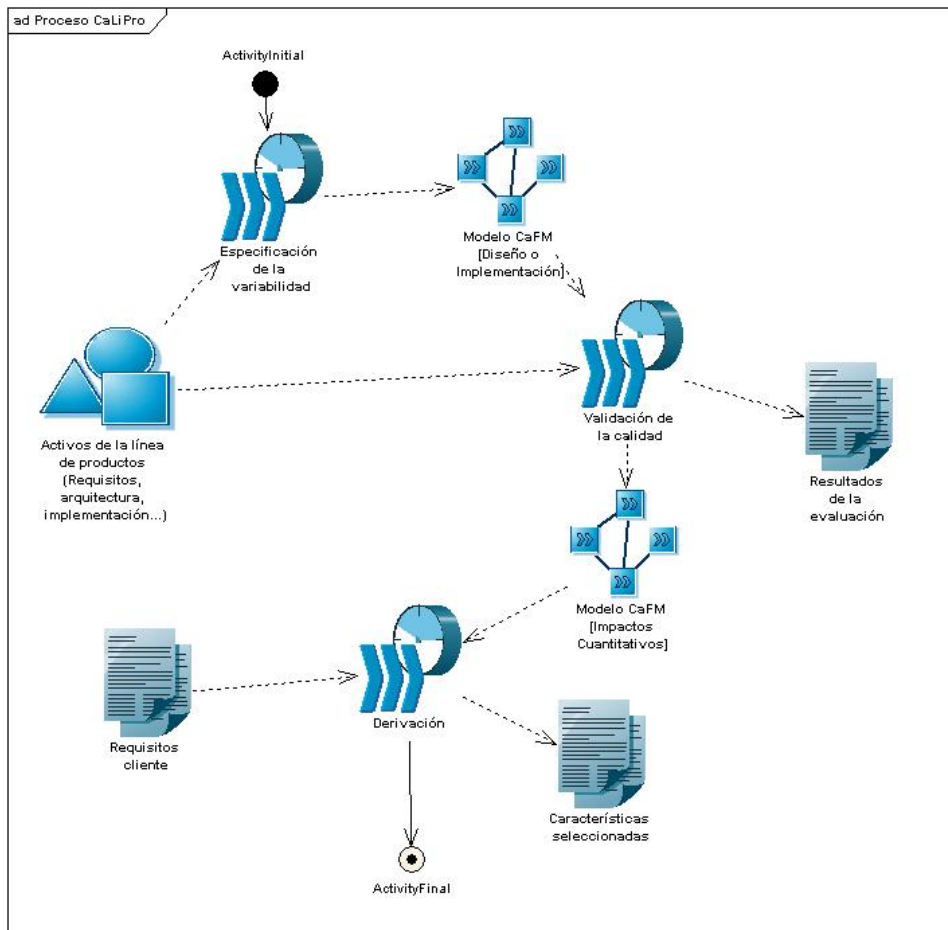 ad Proceso CaLiPro
ActivityInitial
Especificación
de la
variabilidad
Modelo CaFM
[Diseño o
Implementación]
Activos de la línea
de productos
(Requisitos,
arquitectura,
implementación...)
Validación de
la calidad
Resultados
de la
evaluación
Modelo CaFM
[Impactos
Cuantitativos]
Requisitos
cliente
Derivación
Características
seleccionadas
ActivityFinal